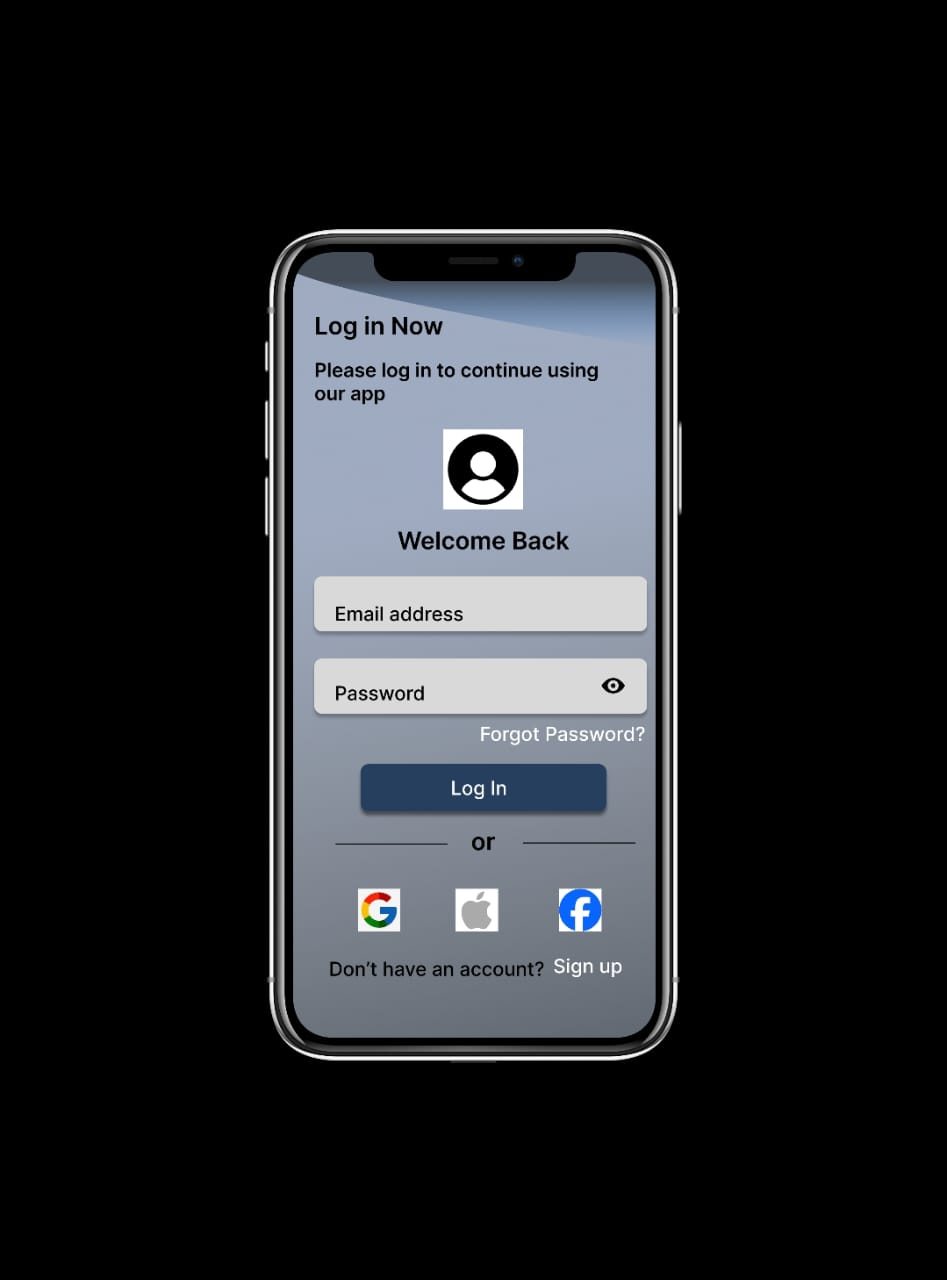 Log in Now
Please log in to continue using
our app
Welcome Back
Email address
Password
Forgot Password?
Log In
or
Don’t have an account? Sign up